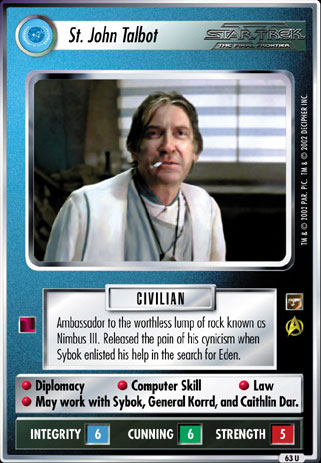 St. John Talbot
STAR TREK
THE FINAL FRONTIER
TM & © 2002 PAR. PIC. TM & © 2002 DECIPHER INC.
CIVILIAN
Ambassador to the worthless lump of rock known as
Nimbus III. Released the pain of his cynicism when
Sybok enlisted his help in the search for Eden.
Diplomacy Computer Skill Law
May work with Sybok, General Korrd, and Caithlin Dar.
INTEGRITY 6 CUNNING 6 STRENGTH 5
63 U